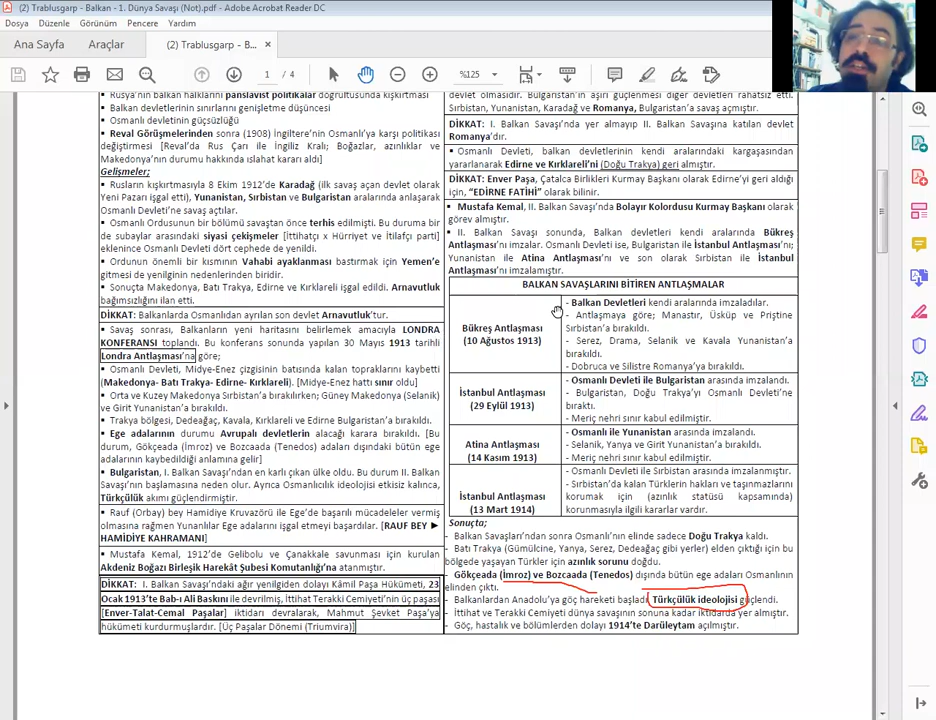 (2) Trablusgarp - Balkan - 1. Dünya Savaşı (Not).pdf - Adobe Acrobat Reader DC
Dosya Düzenle Görünüm Pencere Yardım
Ana Sayfa Araçlar (2) Trablusgarp - B... ×
1 / 4 %125
Rusya'nın balkan halklarını panslavist politikalar doğrultusunda kışkırtması
▪ Balkan devletlerinin sınırlarını genişletme düşüncesi
▪ Osmanlı devletinin güçsüzlüğü
▪ Reval Görüşmelerinden sonra (1908) İngiltere'nin Osmanlı'ya karşı politikası
değiştirmesi [Reval'da Rus Çarı ile İngiliz Kralı; Boğazlar, azınlıklar ve
Makedonya'nın durumu hakkında ıslahat kararı aldı]
Gelişmeler;
▪ Rusların kışkırtmasıyla 8 Ekim 1912'de Karadağ (ilk savaş açan devlet olarak
Yeni Pazarı işgal etti), Yunanistan, Sırbistan ve Bulgaristan aralarında anlaşarak
Osmanlı Devleti'ne savaş açtılar.
▪ Osmanlı Ordusunun bir bölümü savaştan önce terhis edilmişti. Bu duruma bir
de subaylar arasındaki siyasi çekişmeler [İttihatçı x Hürriyet ve İtilafçı parti]
eklenince Osmanlı Devleti dört cephede de yenildi.
▪ Ordunun önemli bir kısmının Vahabi ayaklanması bastırmak için Yemen'e
gitmesi de yenilginin nedenlerinden biridir.
▪ Sonuçta Makedonya, Batı Trakya, Edirne ve Kırklareli işgal edildi. Arnavutluk
bağımsızlığını ilan etti.
DİKKAT: Balkanlarda Osmanlıdan ayrılan son devlet Arnavutluk'tur.
▪ Savaş sonrası, Balkanların yeni haritasını belirlemek amacıyla LONDRA
KONFERANSI toplandı. Bu konferans sonunda yapılan 30 Mayıs 1913 tarihli
Londra Antlaşması'na göre;
▪ Osmanlı Devleti, Midye-Enez çizgisinin batısında kalan topraklarını kaybetti
(Makedonya- Batı Trakya- Edirne- Kırklareli). [Midye-Enez hattı sınır oldu]
▪ Orta ve Kuzey Makedonya Sırbistan'a bırakılırken; Güney Makedonya (Selanik)
ve Girit Yunanistan'a bırakıldı.
▪ Trakya bölgesi, Dedeağaç, Kavala, Kırklareli ve Edirne Bulgaristan'a bırakıldı.
▪ Ege adalarının durumu Avrupalı devletlerin alacağı karara bırakıldı. [Bu
durum, Gökçeada (İmroz) ve Bozcaada (Tenedos) adaları dışındaki bütün ege
adalarının kaybedildiği anlamına gelir]
▪ Bulgaristan, I. Balkan Savaşı'ndan en karlı çıkan ülke oldu. Bu durum II. Balkan
Savaşı'nın başlamasına neden olur. Ayrıca Osmanlıcılık ideolojisi etkisiz kalınca,
Türkçülük akımı güçlendirmiştir.
▪ Rauf (Orbay) bey Hamidiye Kruvazörü ile Ege'de başarılı mücadeleler vermiş
olmasına rağmen Yunanlılar Ege adalarını işgal etmeyi başardılar. [RAUF BEY ►
HAMİDİYE KAHRAMANI]
▪ Mustafa Kemal, 1912'de Gelibolu ve Çanakkale savunması için kurulan
Akdeniz Boğazı Birleşik Harekât Şubesi Komutanlığı'na atanmıştır.
DİKKAT: I. Balkan Savaşı'ndaki ağır yenilgiden dolayı Kâmil Paşa Hükümeti, 23
Ocak 1913'te Bab-ı Ali Baskını ile devrilmiş, İttihat Terakki Cemiyeti'nin üç paşası
[Enver-Talat-Cemal Paşalar] iktidarı devralarak, Mahmut Şevket Paşa'ya
hükümeti kurdurmuşlardır. [Üç Paşalar Dönemi (Triumvira)]
devlet olmasıdır. Bulgaristan'ın aşırı güçlenmesi diğer devletleri rahatsız etti.
Sırbistan, Yunanistan, Karadağ ve Romanya, Bulgaristan'a savaş açmıştır.
DİKKAT: I. Balkan Savaşı'nda yer almayıp II. Balkan Savaşına katılan devlet
Romanya'dır.
▪ Osmanlı Devleti, balkan devletlerinin kendi aralarındaki kargaşasından
yararlanarak Edirne ve Kırklareli'ni (Doğu Trakya) geri almıştır.
DİKKAT: Enver Paşa, Çatalca Birlikleri Kurmay Başkanı olarak Edirne'yi geri aldığı
için, "EDİRNE FATİHİ" olarak bilinir.
▪ Mustafa Kemal, II. Balkan Savaşı'nda Bolayır Kolordusu Kurmay Başkanı olarak
görev almıştır.
▪ II. Balkan Savaşı sonunda, Balkan devletleri kendi aralarında Bükreş
Antlaşması'nı imzalar. Osmanlı Devleti ise, Bulgaristan ile İstanbul Antlaşması'nı;
Yunanistan ile Atina Antlaşması'nı ve son olarak Sırbistan ile İstanbul
Antlaşması'nı imzalamıştır.
BALKAN SAVAŞLARINI BİTİREN ANTLAŞMALAR
Bükreş Antlaşması
(10 Ağustos 1913)
- Balkan Devletleri kendi aralarında imzaladılar.
- Antlaşmaya göre; Manastır, Üsküp ve Priştine
Sırbistan'a bırakıldı.
- Serez, Drama, Selanik ve Kavala Yunanistan'a
bırakıldı.
- Dobruca ve Silistre Romanya'ya bırakıldı.
İstanbul Antlaşması
(29 Eylül 1913)
- Osmanlı Devleti ile Bulgaristan arasında imzalandı.
- Bulgaristan, Doğu Trakya'yı Osmanlı Devleti'ne
bıraktı.
- Meriç nehri sınır kabul edilmiştir.
Atina Antlaşması
(14 Kasım 1913)
- Osmanlı ile Yunanistan arasında imzalandı.
- Selanik, Yanya ve Girit Yunanistan'a bırakıldı.
- Meriç nehri sınır kabul edilmiştir.
İstanbul Antlaşması
(13 Mart 1914)
- Osmanlı Devleti ile Sırbistan arasında imzalanmıştır.
- Sırbistan'da kalan Türklerin hakları ve taşınmazlarını
korumak için (azınlık statüsü kapsamında)
korunmasıyla ilgili kararlar vardır.
Sonuçta;
- Balkan Savaşları'ndan sonra Osmanlı'nın elinde sadece Doğu Trakya kaldı.
- Batı Trakya (Gümülcine, Yanya, Serez, Dedeağaç gibi yerler) elden çıktığı için bu
bölgede yaşayan Türkler için azınlık sorunu doğdu.
- Gökçeada (İmroz) ve Bozcaada (Tenedos) dışında bütün ege adaları Osmanlının
elinden çıktı.
- Balkanlardan Anadolu'ya göç hareketi başladı. Türkçülük ideolojisi güçlendi.
- İttihat ve Terakki Cemiyeti dünya savaşının sonuna kadar iktidarda yer almıştır.
- Göç, hastalık ve bölümlerden dolayı 1914'te Darüleytam açılmıştır.